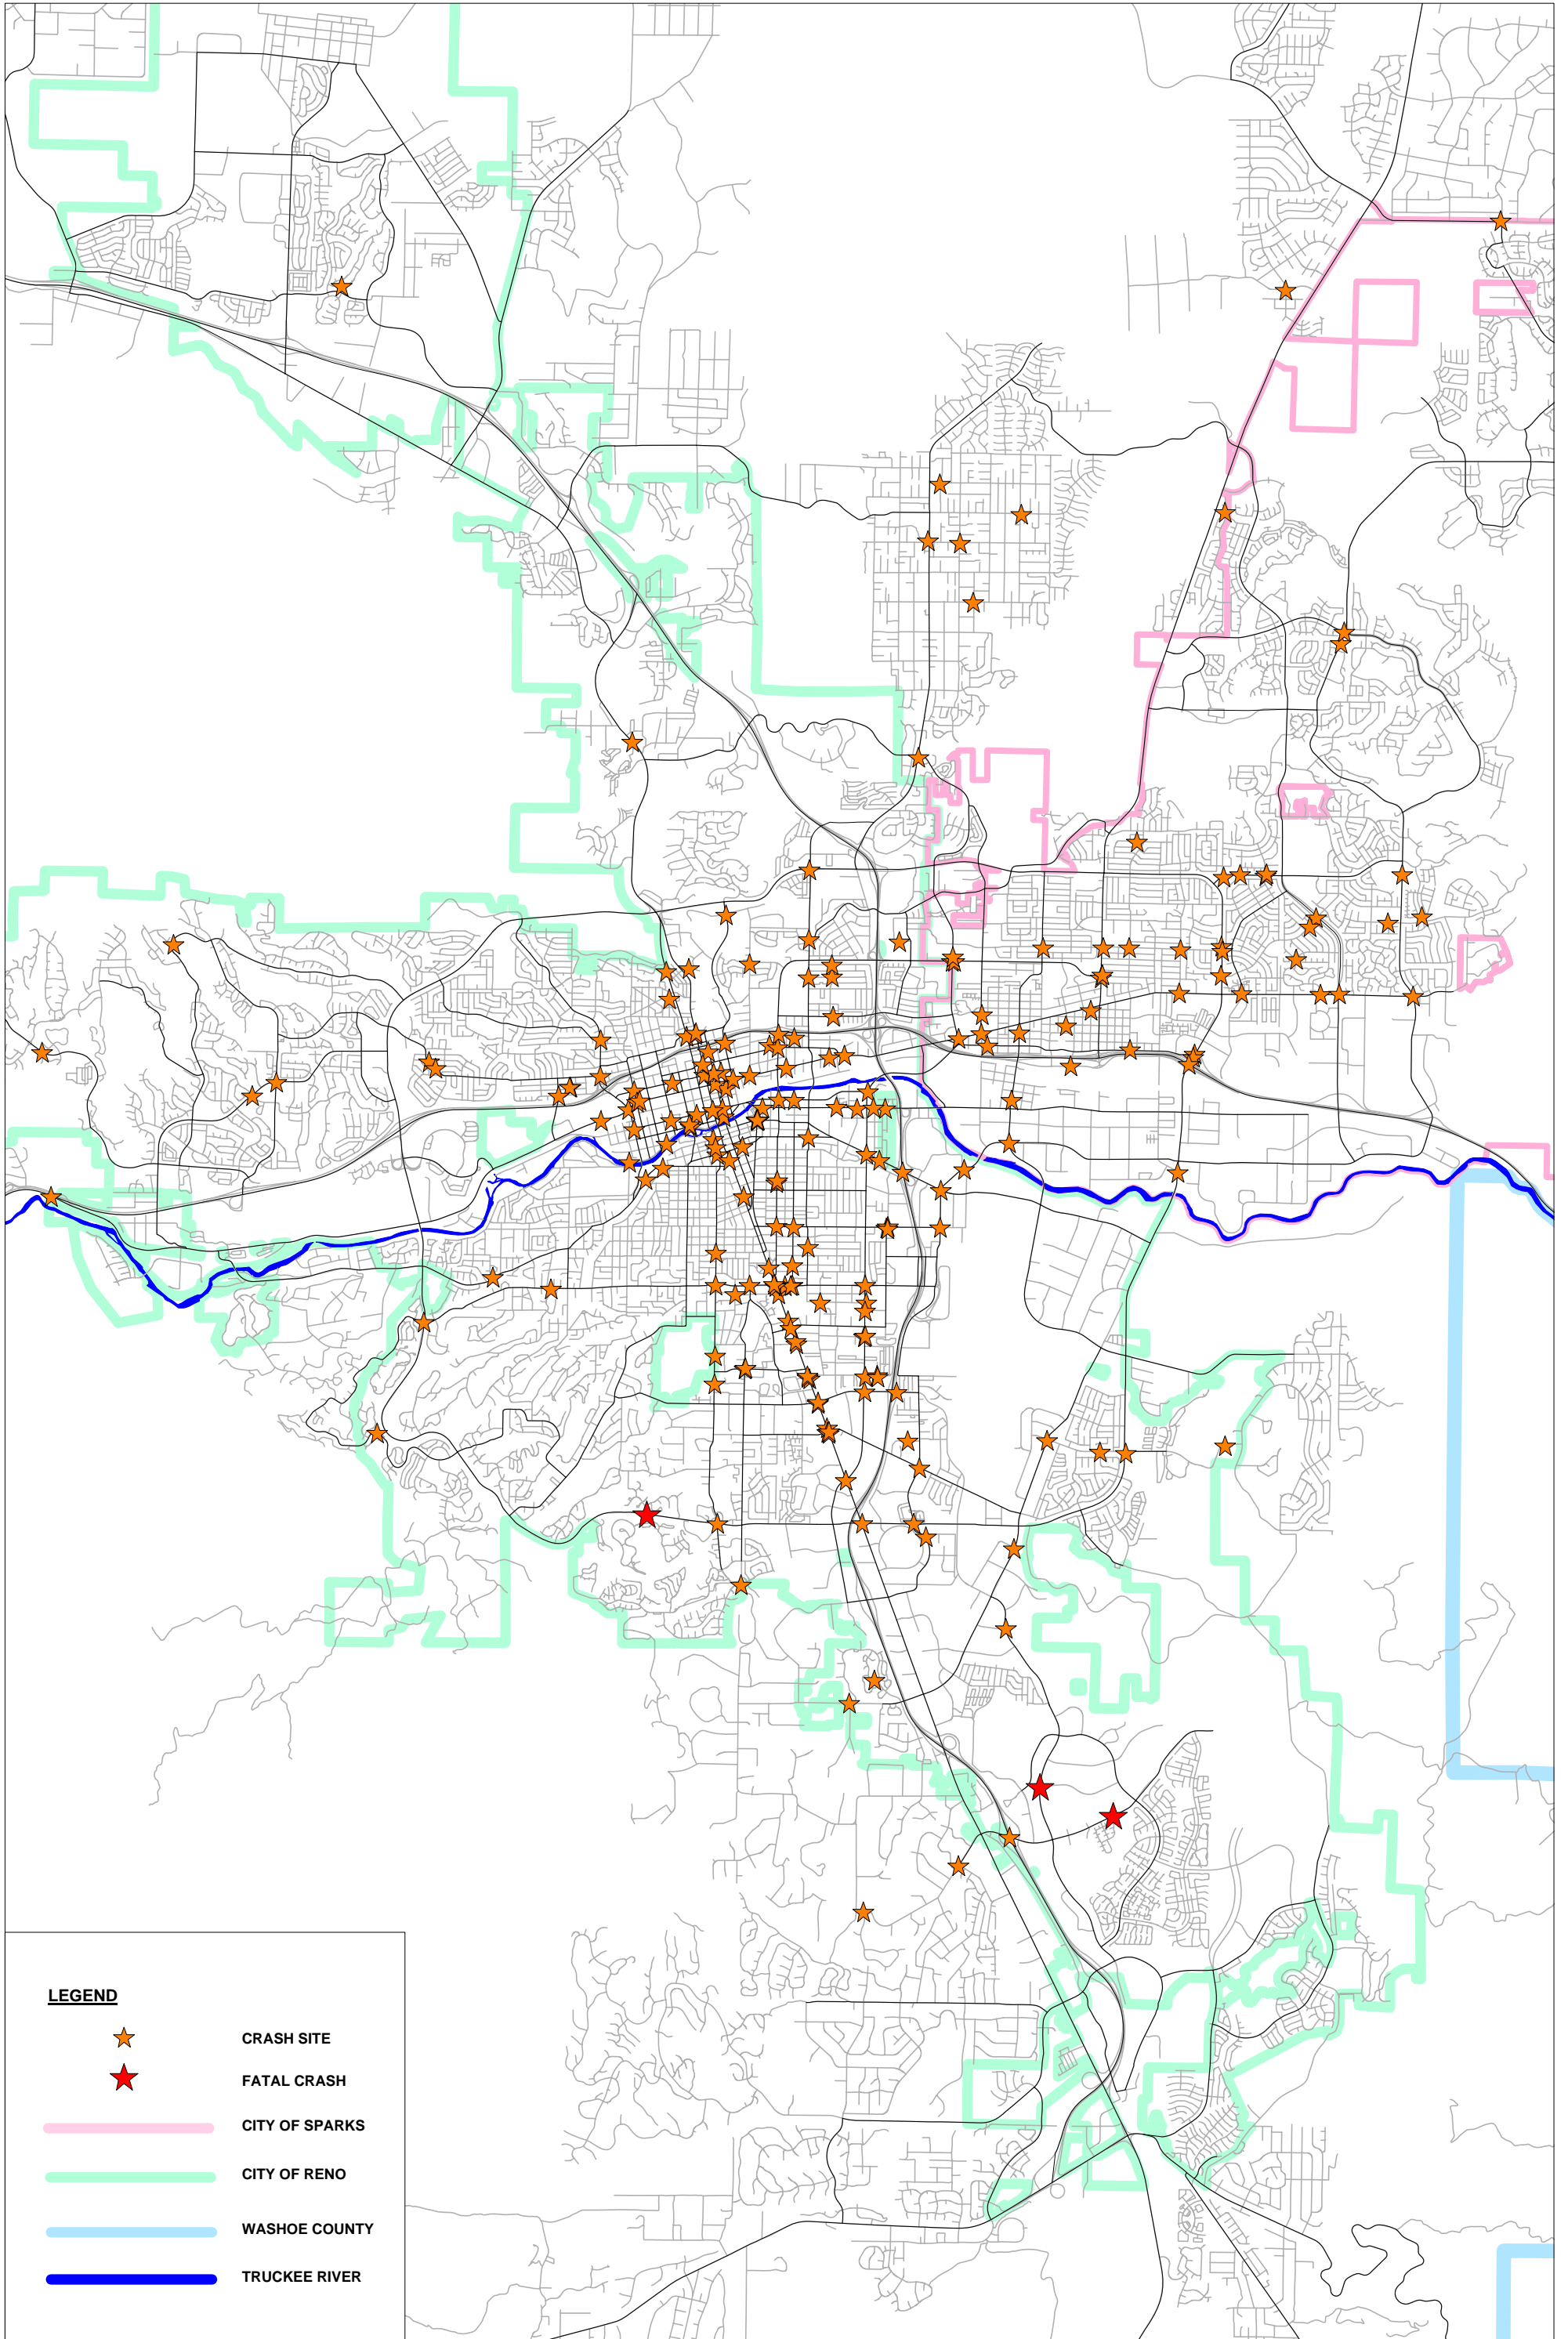 LEGEND
CRASH SITE
FATAL CRASH
CITY OF SPARKS
CITY OF RENO
WASHOE COUNTY
TRUCKEE RIVER